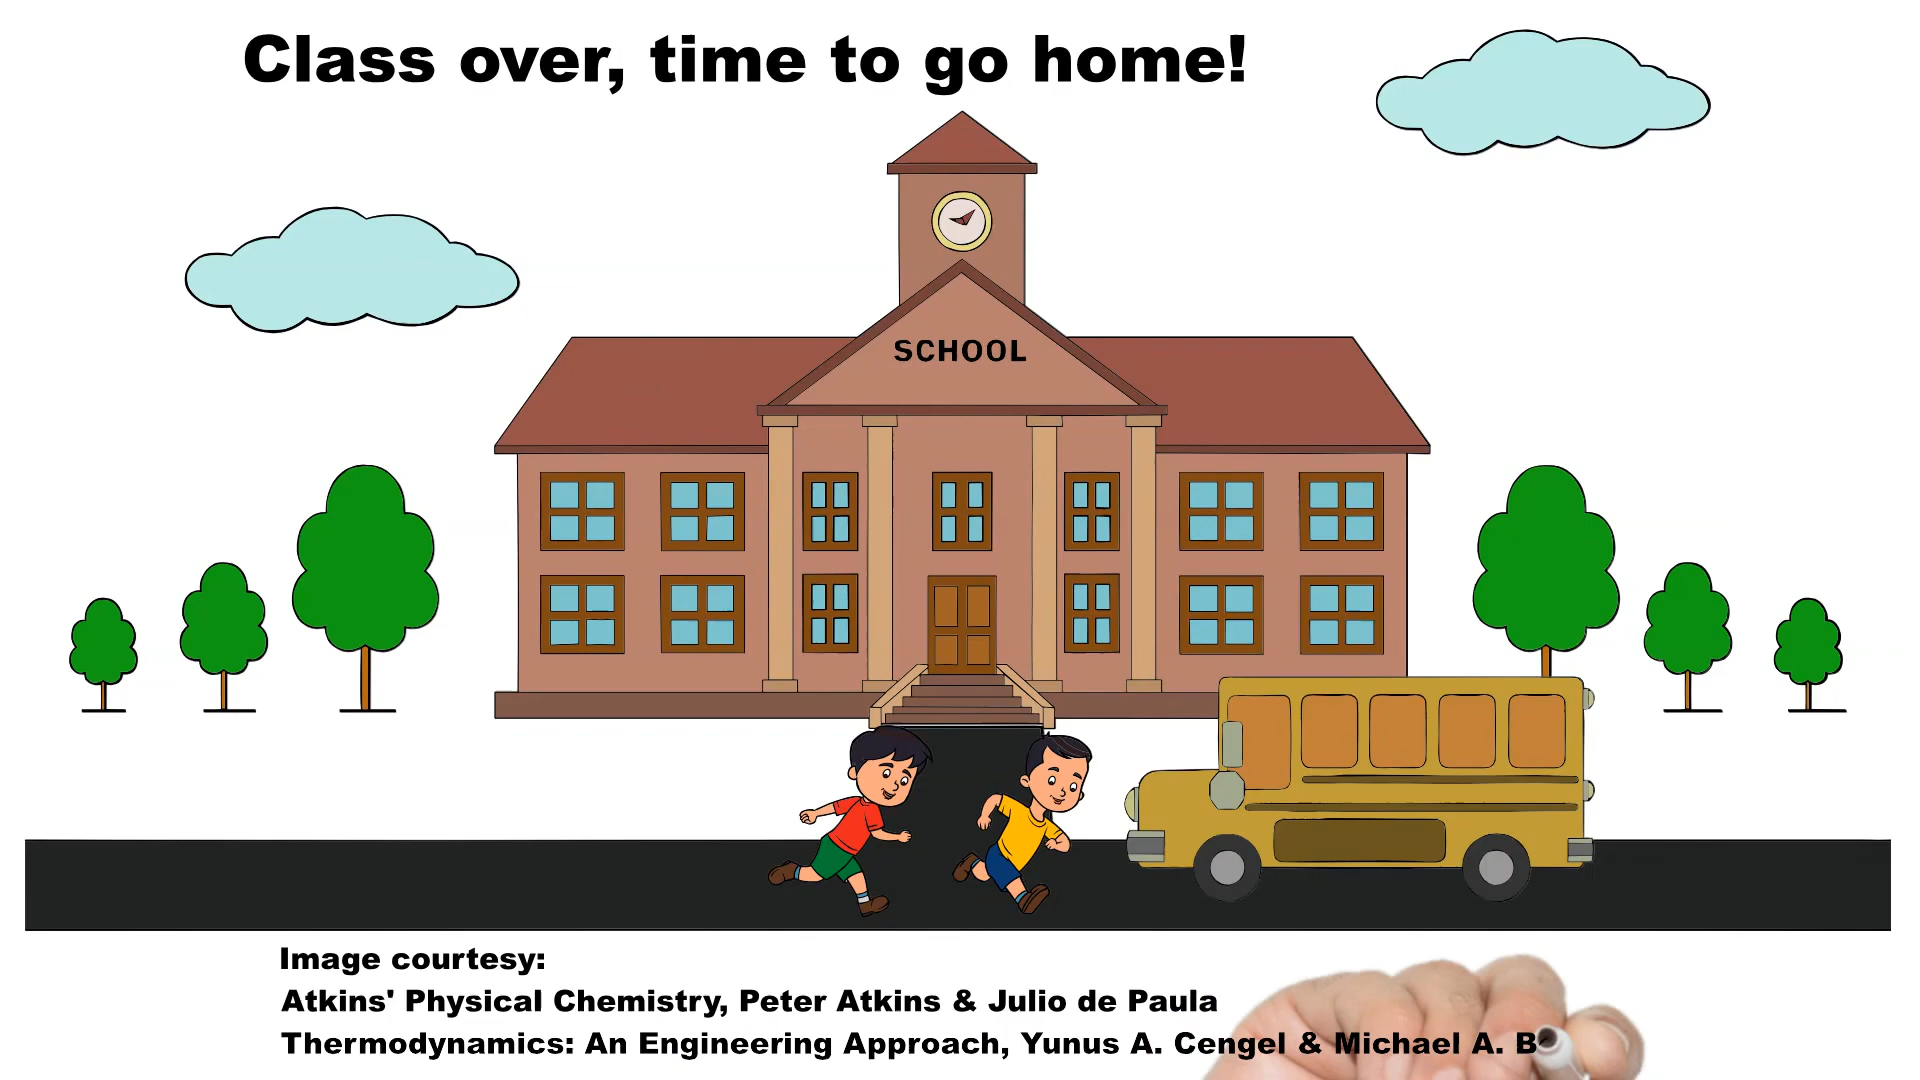 Class over, time to go home!
SCHOOL
Image courtesy:
Atkins' Physical Chemistry, Peter Atkins & Julio de Paula
Thermodynamics: An Engineering Approach, Yunus A. Cengel & Michael A. B